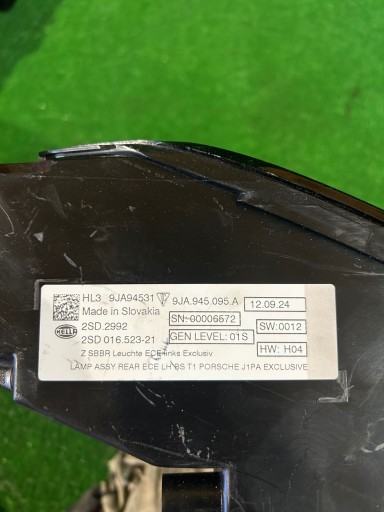 HL3 9JA94531 9JA.945.095.A 12.09.24
Made in Slovakia SN: 00006672 SW:0012
HELLA 2SD.2992 GEN LEVEL: 01S
2SD 016.523-21 HW: H04
Z SBBR Leuchte ECE links Exclusiv
LAMP ASSY REAR ECE LH BS T1 PORSCHE J1PA EXCLUSIVE